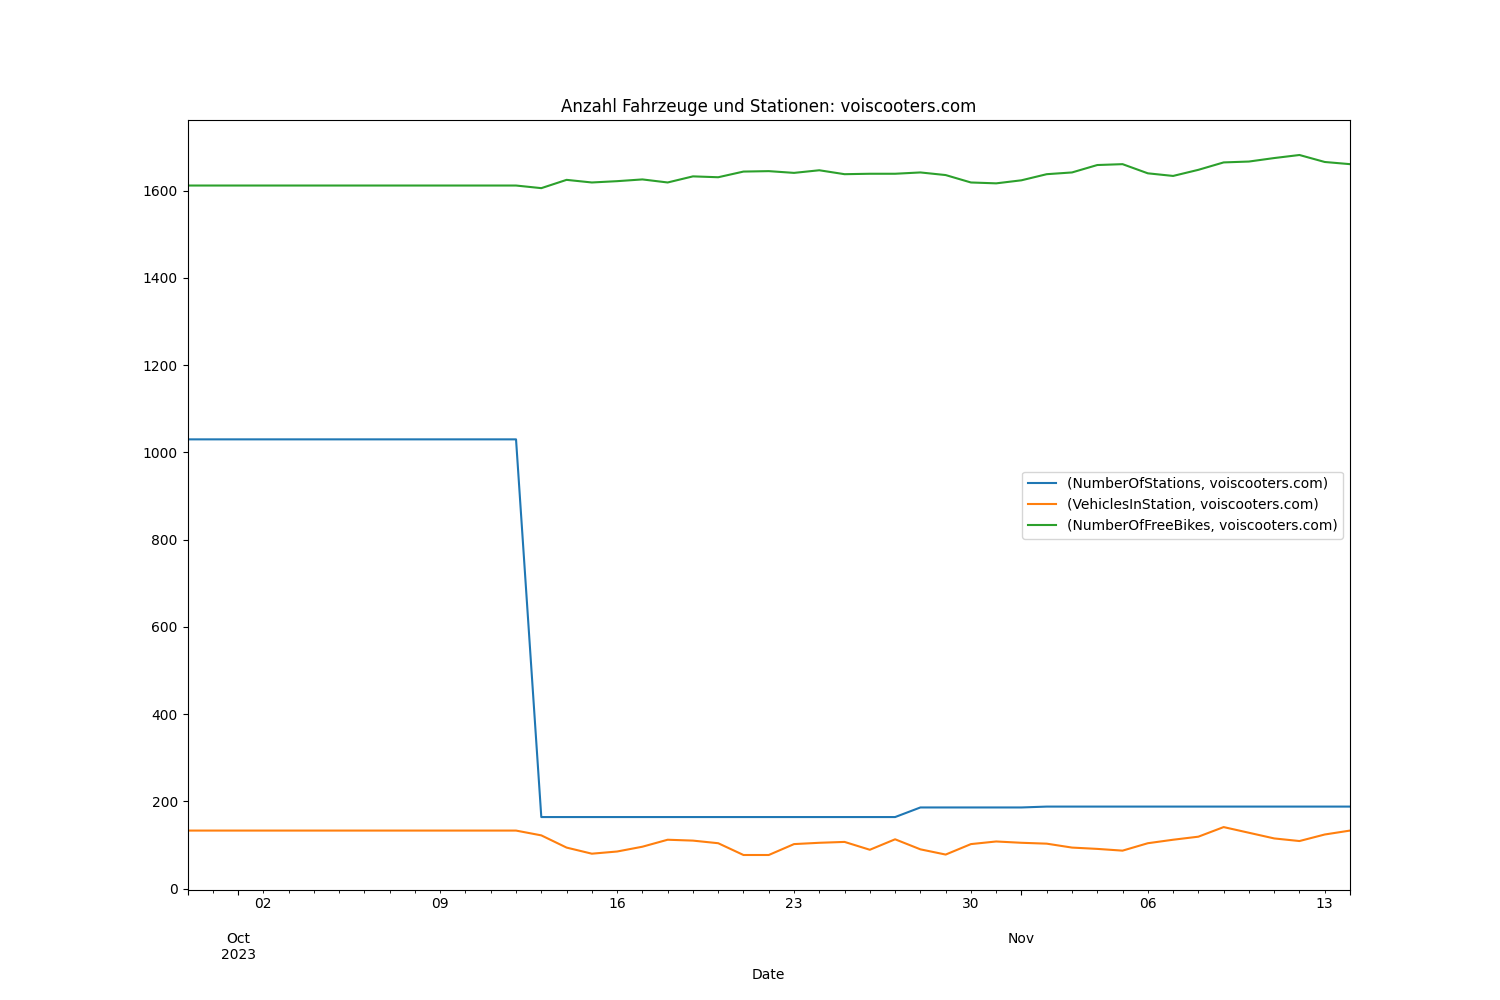 Anzahl Fahrzeuge und Stationen: voiscooters.com
1600
1400
1200
1000
800
600
400
200
0
(NumberOfStations, voiscooters.com)
(VehiclesInStation, voiscooters.com)
(NumberOfFreeBikes, voiscooters.com)
02 09 16 23 30 06 13
Oct Nov
2023
Date